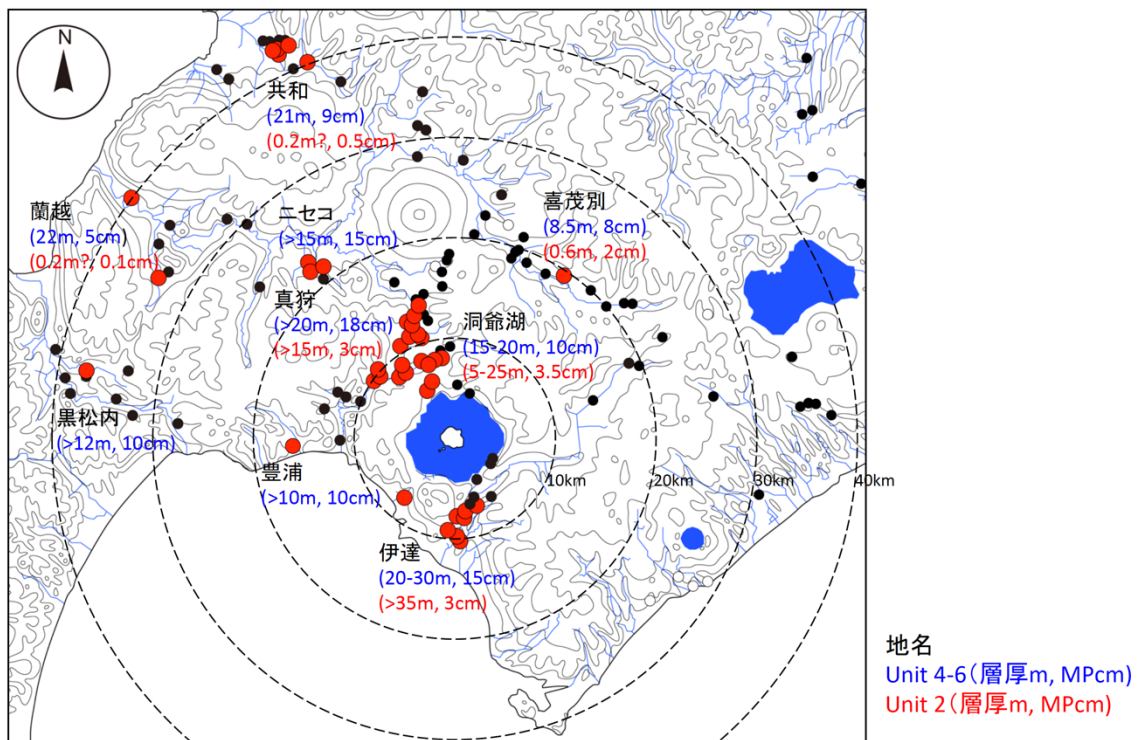 N
共和
(21m, 9cm)
(0.2m?, 0.5cm)
蘭越
(22m, 5cm)
(0.2m?, 0.1cm)
ニセコ
(>15m, 15cm)
喜茂別
(8.5m, 8cm)
(0.6m, 2cm)
真狩
(>20m, 18cm)
(>15m, 3cm)
洞爺湖
(15-20m, 10cm)
(5-25m, 3.5cm)
黒松内
(>12m, 10cm)
豊浦
(>10m, 10cm)
10km
20km
30km
40km
伊達
(20-30m, 15cm)
(>35m, 3cm)
地名
Unit 4-6(層厚m, MPcm)
Unit 2(層厚m, MPcm)